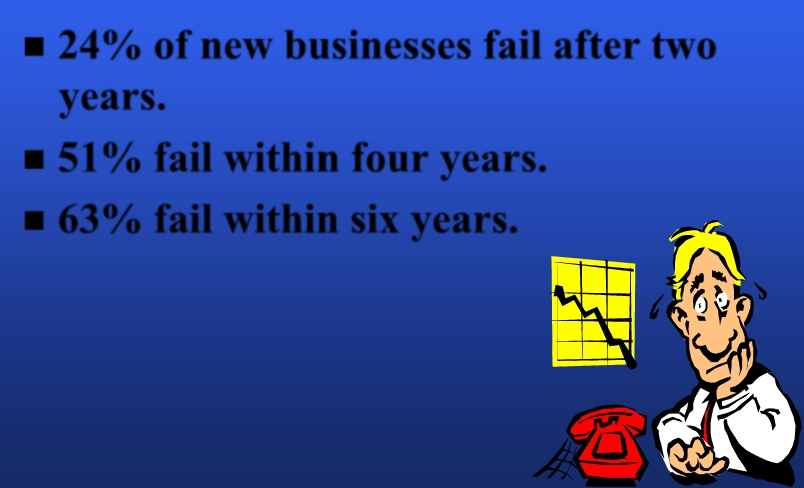 ■ 24% of new businesses fail after two
years.
■ 51% fail within four years.
■ 63% fail within six years.